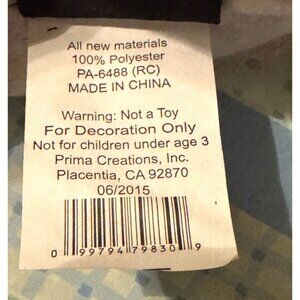 All new materials
100% Polyester
PA-6488 (RC)
MADE IN CHINA
Warning: Not a Toy
For Decoration Only
Not for children under age 3
Prima Creations, Inc.
Placentia, CA 92870
06/2015
0 99794 79830 9